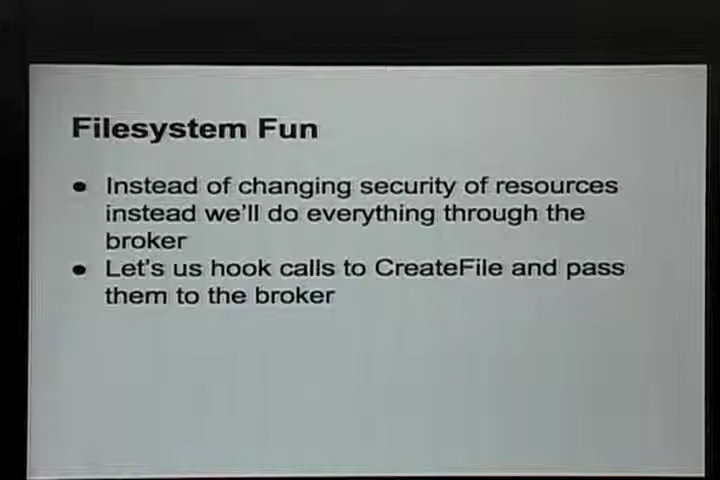 Filesystem Fun
● Instead of changing security of resources
instead we'll do everything through the
broker
● Let's us hook calls to CreateFile and pass
them to the broker